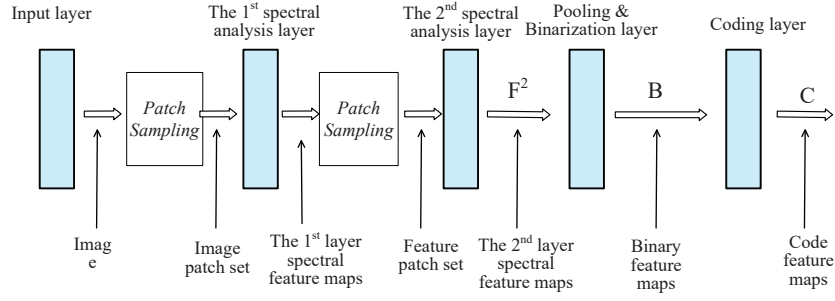 Input layer
The 1st spectral
analysis layer
The 2nd spectral
analysis layer
Pooling &
Binarization layer
Coding layer
Patch
Sampling
Patch
Sampling
F2
B
C
Imag
e
Image
patch set
The 1st layer
spectral
feature maps
Feature
patch set
The 2nd layer
spectral
feature maps
Binary
feature
maps
Code
feature
maps